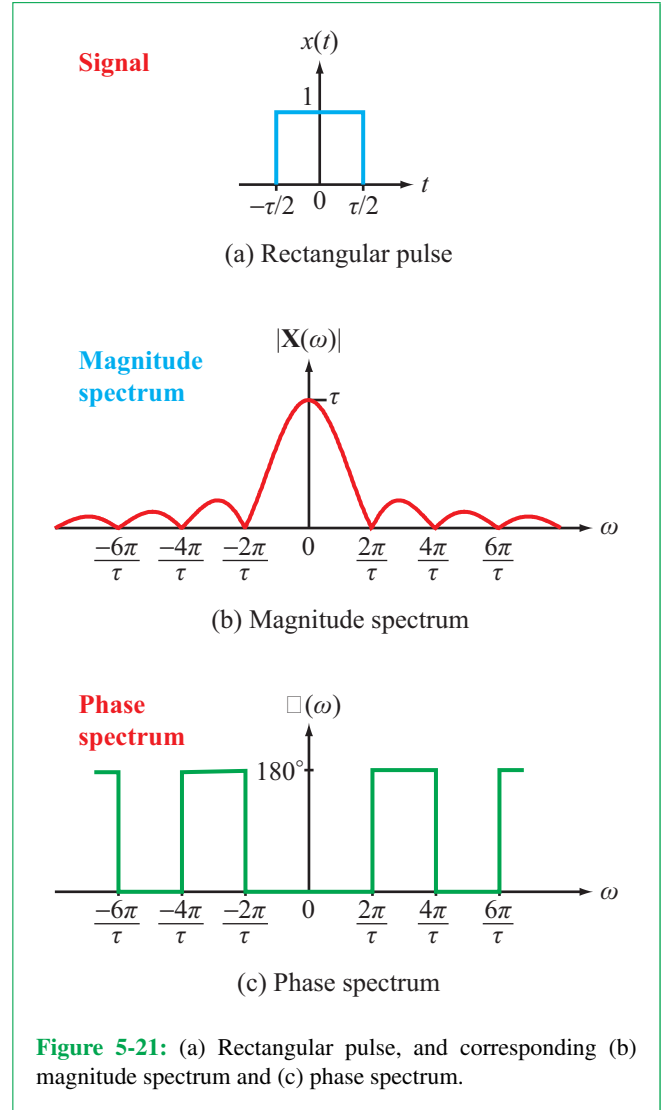 x(t)
Signal
1
t
−τ/2 0 τ/2
(a) Rectangular pulse
|X(ω)|
Magnitude
spectrum
τ
ω
−6π/τ −4π/τ −2π/τ 0 2π/τ 4π/τ 6π/τ
(b) Magnitude spectrum
Phase
spectrum
□(ω)
180°
ω
−6π/τ −4π/τ −2π/τ 0 2π/τ 4π/τ 6π/τ
(c) Phase spectrum
Figure 5-21: (a) Rectangular pulse, and corresponding (b)
magnitude spectrum and (c) phase spectrum.